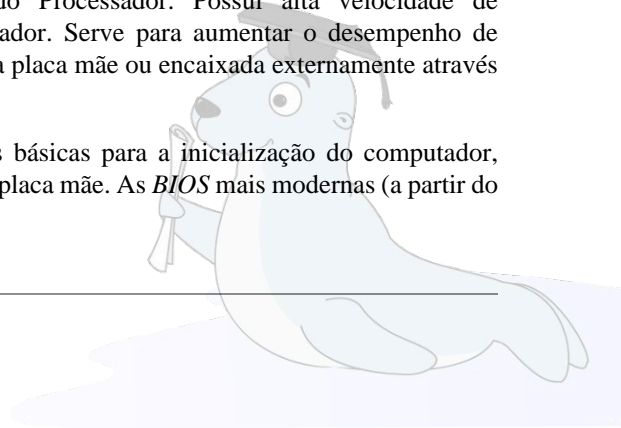 do Processador. Possui alta velocidade de
ador. Serve para aumentar o desempenho de
a placa mãe ou encaixada externamente através
s básicas para a inicialização do computador,
placa mãe. As BIOS mais modernas (a partir do